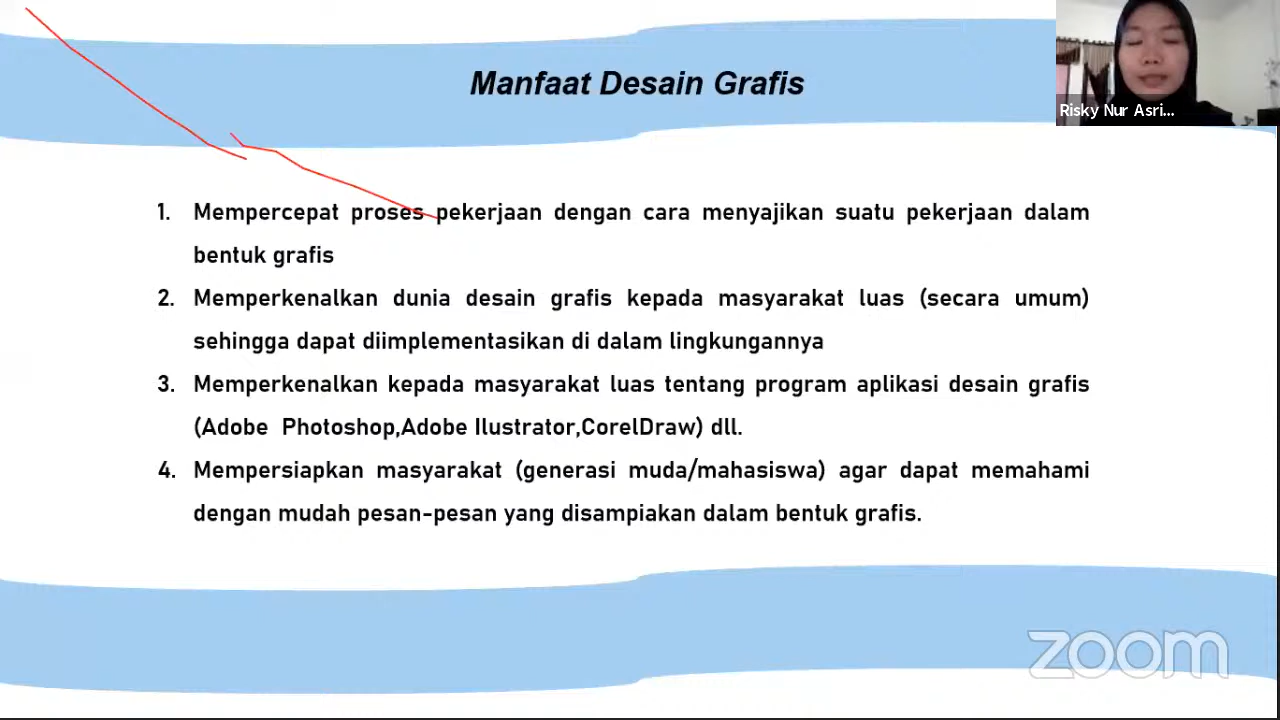 Manfaat Desain Grafis
Risky Nur Asri...
1. Mempercepat proses pekerjaan dengan cara menyajikan suatu pekerjaan dalam
bentuk grafis
2. Memperkenalkan dunia desain grafis kepada masyarakat luas (secara umum)
sehingga dapat diimplementasikan di dalam lingkungannya
3. Memperkenalkan kepada masyarakat luas tentang program aplikasi desain grafis
(Adobe Photoshop,Adobe Ilustrator,CorelDraw) dll.
4. Mempersiapkan masyarakat (generasi muda/mahasiswa) agar dapat memahami
dengan mudah pesan-pesan yang disampiakan dalam bentuk grafis.
zoom